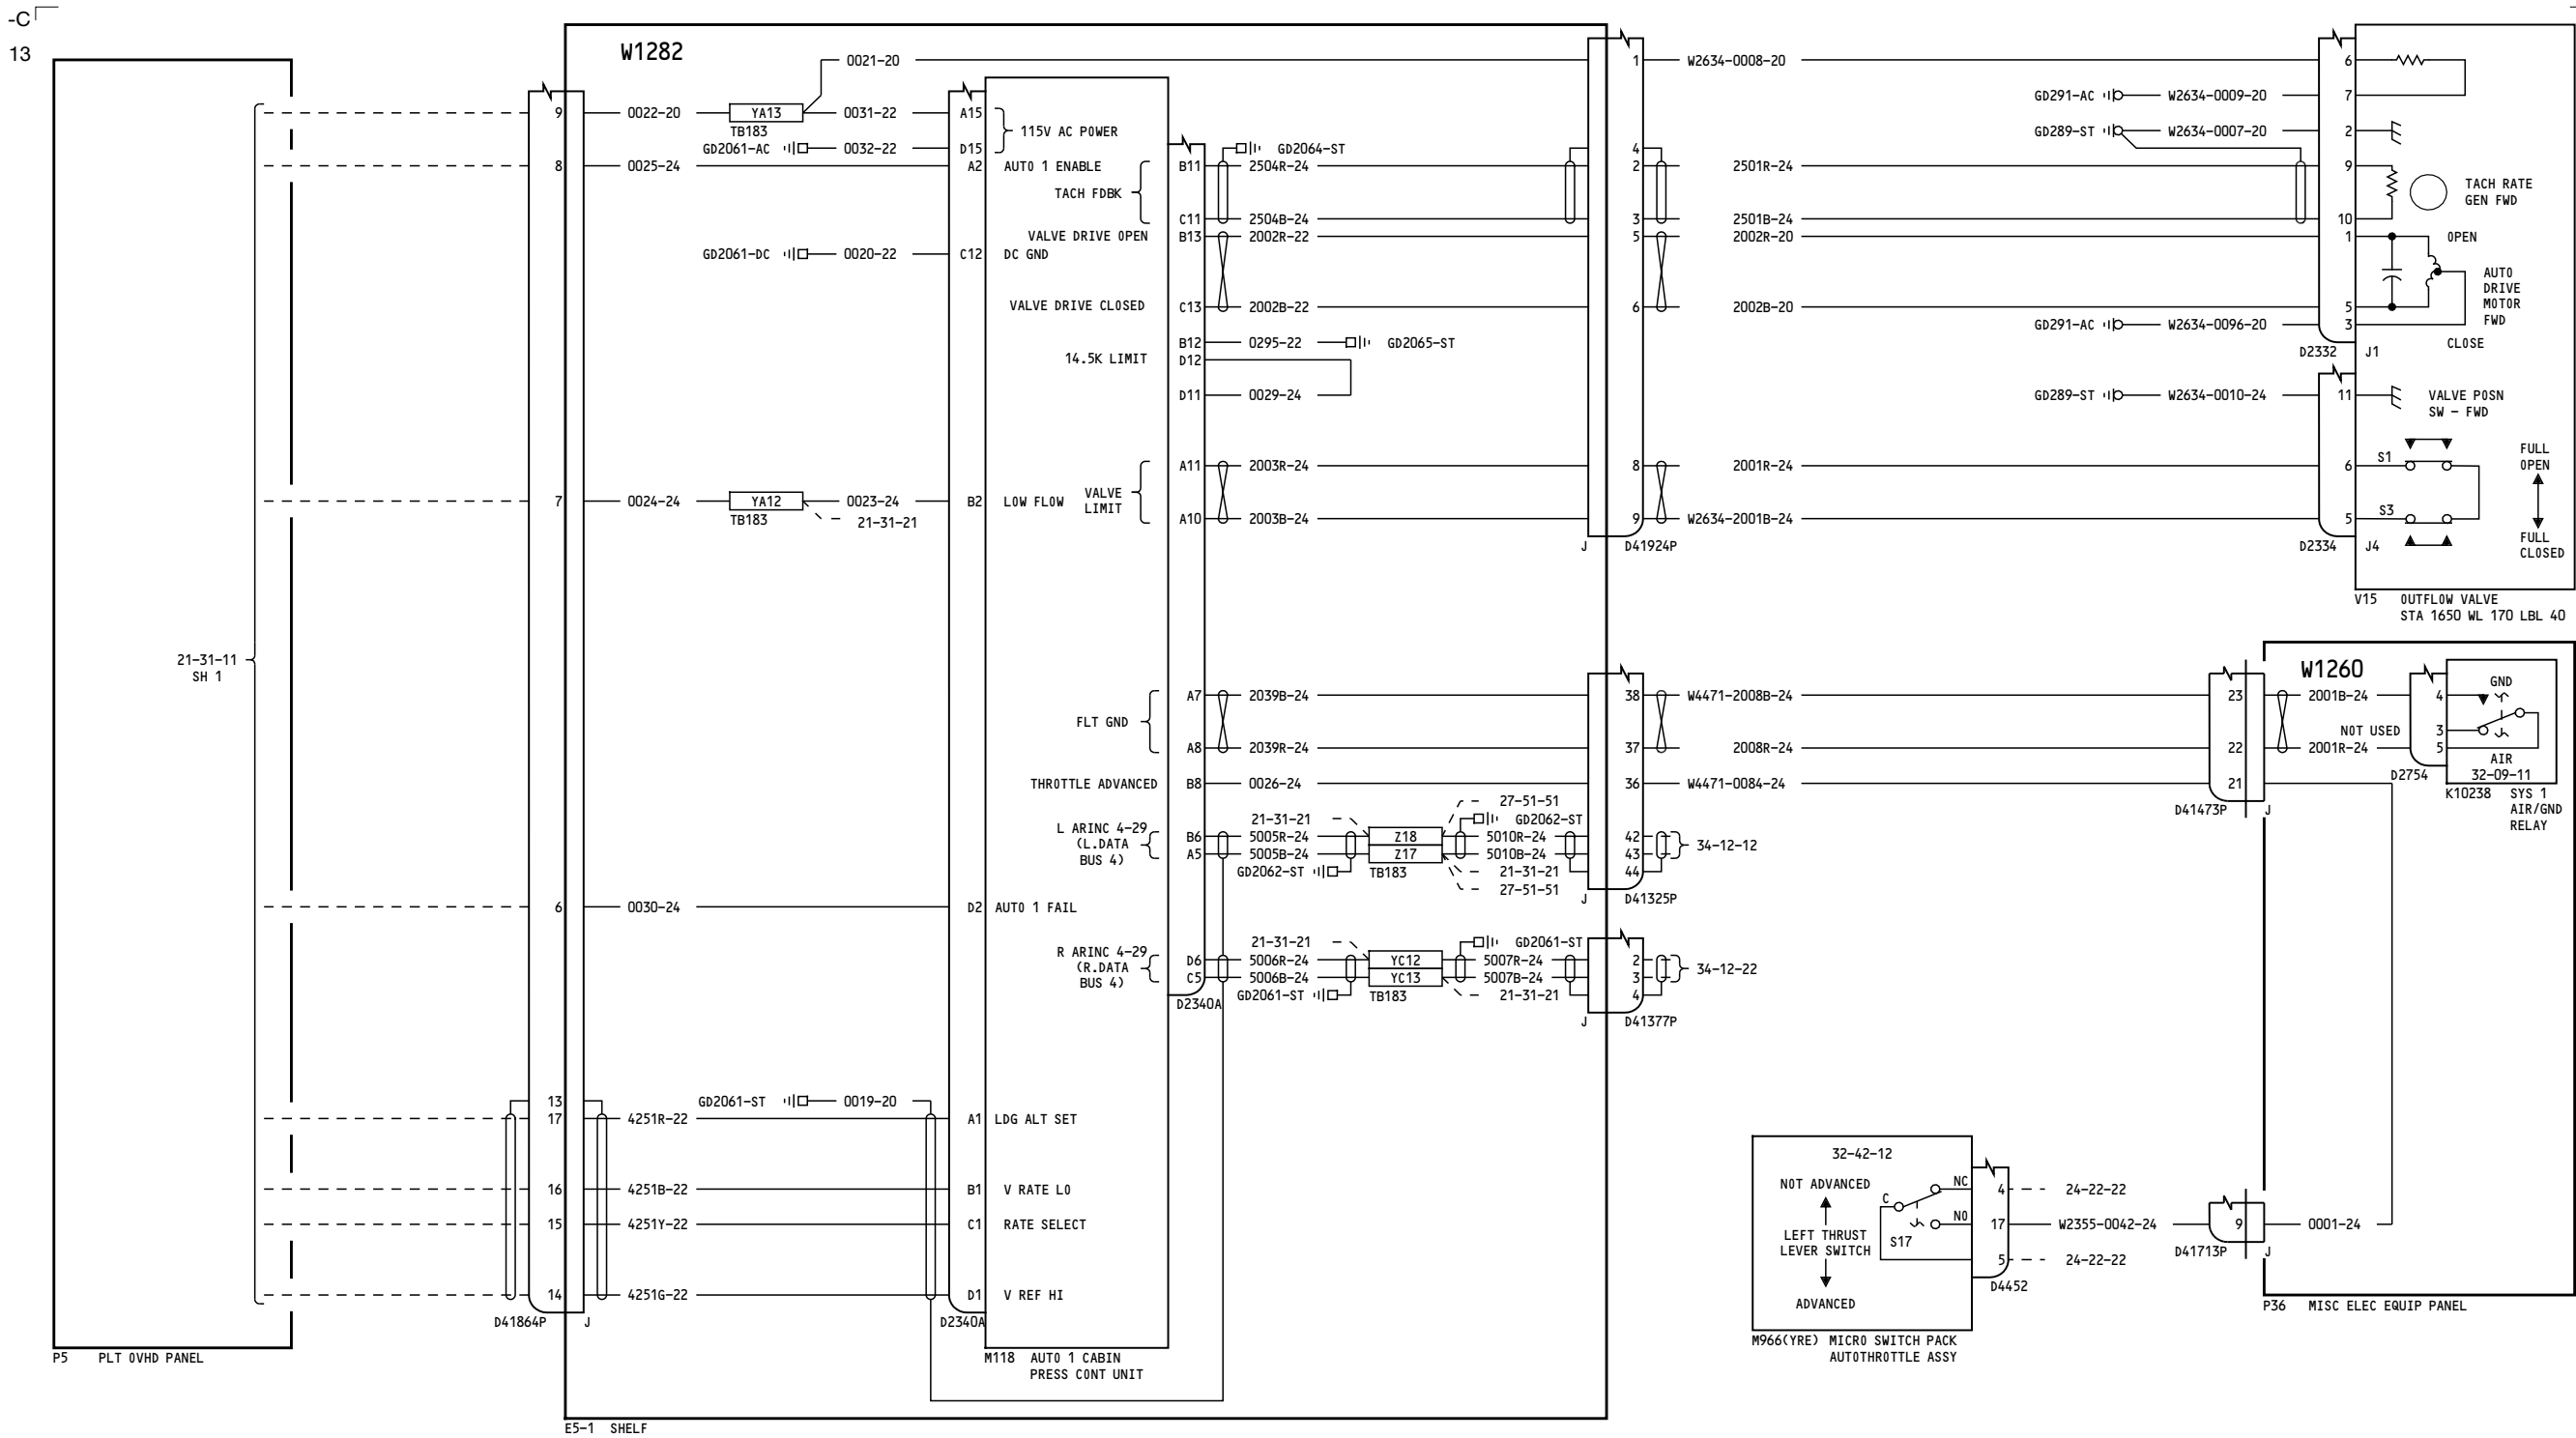 -C
13
W1282
0021-20
1
W2634-0008-20
6
GD291-AC
W2634-0009-20
7
9
0022-20
YA13
TB183
0031-22
A15
115V AC POWER
GD2061-AC
0032-22
D15
GD289-ST
W2634-0007-20
2
GD2064-ST
4
8
0025-24
A2
AUTO 1 ENABLE
B11
2504R-24
2
2501R-24
9
TACH FDBK
TACH RATE
GEN FWD
C11
2504B-24
3
2501B-24
10
VALVE DRIVE OPEN
B13
2002R-22
5
2002R-20
1
OPEN
GD2061-DC
0020-22
C12
DC GND
AUTO
DRIVE
MOTOR
FWD
VALVE DRIVE CLOSED
C13
2002B-22
6
2002B-20
5
GD291-AC
W2634-0096-20
3
B12
0295-22
GD2065-ST
CLOSE
14.5K LIMIT
D12
D2332
J1
D11
0029-24
GD289-ST
W2634-0010-24
11
VALVE POSN
SW - FWD
FULL
OPEN
A11
2003R-24
8
2001R-24
6
S1
7
0024-24
YA12
TB183
0023-24
21-31-21
B2
LOW FLOW
VALVE
LIMIT
A10
2003B-24
9
W2634-2001B-24
5
S3
FULL
CLOSED
J
D41924P
D2334
J4
V15
OUTFLOW VALVE
STA 1650 WL 170 LBL 40
21-31-11
SH 1
W1260
A7
2039B-24
38
W4471-2008B-24
23
2001B-24
4
GND
FLT GND
NOT USED
3
A8
2039R-24
37
2008R-24
22
2001R-24
5
AIR
32-09-11
D2754
THROTTLE ADVANCED
B8
0026-24
36
W4471-0084-24
21
K10238
SYS 1
AIR/GND
RELAY
D41473P
J
27-51-51
21-31-21
GD2062-ST
L ARINC 4-29
(L.DATA
BUS 4)
B6
5005R-24
Z18
5010R-24
42
A5
5005B-24
Z17
5010B-24
43
34-12-12
GD2062-ST
TB183
21-31-21
44
27-51-51
J
D41325P
6
0030-24
D2
AUTO 1 FAIL
21-31-21
GD2061-ST
R ARINC 4-29
(R.DATA
BUS 4)
D6
5006R-24
YC12
5007R-24
2
C5
5006B-24
YC13
5007B-24
3
34-12-22
D2340A
GD2061-ST
TB183
21-31-21
4
J
D41377P
13
GD2061-ST
0019-20
17
4251R-22
A1
LDG ALT SET
16
4251B-22
B1
V RATE LO
15
4251Y-22
C1
RATE SELECT
14
4251G-22
D1
V REF HI
D41864P
J
D2340A
32-42-12
NOT ADVANCED
LEFT THRUST
LEVER SWITCH
ADVANCED
C
NC
NO
S17
4
24-22-22
17
W2355-0042-24
9
0001-24
5
24-22-22
D4452
D41713P
J
P36
MISC ELEC EQUIP PANEL
M966(YRE)
MICRO SWITCH PACK
AUTOTHROTTLE ASSY
P5
PLT OVHD PANEL
M118
AUTO 1 CABIN
PRESS CONT UNIT
E5-1
SHELF